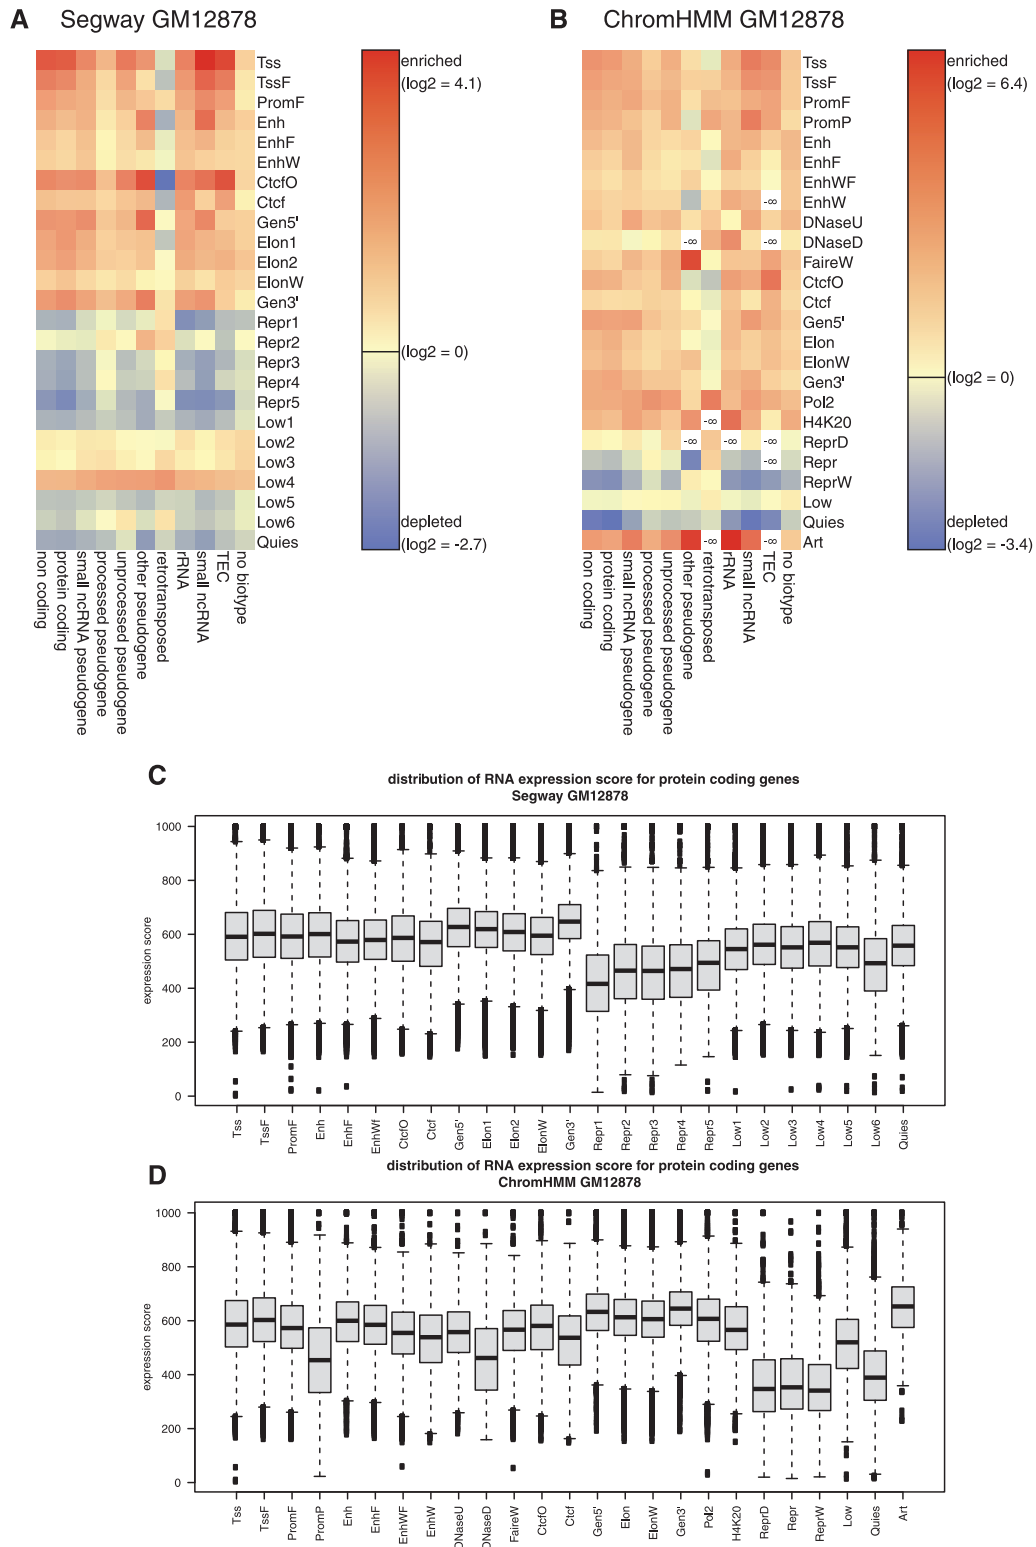 A Segway GM12878
enriched
(log2 = 4.1)
(log2 = 0)
depleted
(log2 = -2.7)
Tss
TssF
PromF
Enh
EnhF
EnhW
CtcfO
Ctcf
Gen5'
Elon1
Elon2
ElonW
Gen3'
Repr1
Repr2
Repr3
Repr4
Repr5
Low1
Low2
Low3
Low4
Low5
Low6
Quies
non coding
protein coding
small ncRNA pseudogene
processed pseudogene
unprocessed pseudogene
other pseudogene
retrotransposed
rRNA
small ncRNA
TEC
no biotype
B ChromHMM GM12878
enriched
(log2 = 6.4)
(log2 = 0)
depleted
(log2 = -3.4)
Tss
TssF
PromF
PromP
Enh
EnhF
EnhWF
-∞ EnhW
DNaseU
-∞ -∞ DNaseD
FaireW
CtcfO
Ctcf
Gen5'
Elon
ElonW
Gen3'
Pol2
-∞ H4K20
-∞ -∞ -∞ ReprD
-∞ Repr
ReprW
Low
Quies
-∞ -∞ Art
non coding
protein coding
small ncRNA pseudogene
processed pseudogene
unprocessed pseudogene
other pseudogene
retrotransposed
rRNA
small ncRNA
TEC
no biotype
C
distribution of RNA expression score for protein coding genes
Segway GM12878
expression score
1000
800
600
400
200
0
Tss TssF PromF Enh EnhF EnhWf CtcfO Ctcf Gen5' Elon1 Elon2 ElonW Gen3' Repr1 Repr2 Repr3 Repr4 Repr5 Low1 Low2 Low3 Low4 Low5 Low6 Quies
D
distribution of RNA expression score for protein coding genes
ChromHMM GM12878
expression score
1000
800
600
400
200
0
Tss TssF PromF PromP Enh EnhF EnhWF EnhW DNaseU DNaseD FaireW CtcfO Ctcf Gen5' Elon ElonW Gen3' Pol2 H4K20 ReprD Repr ReprW Low Quies Art